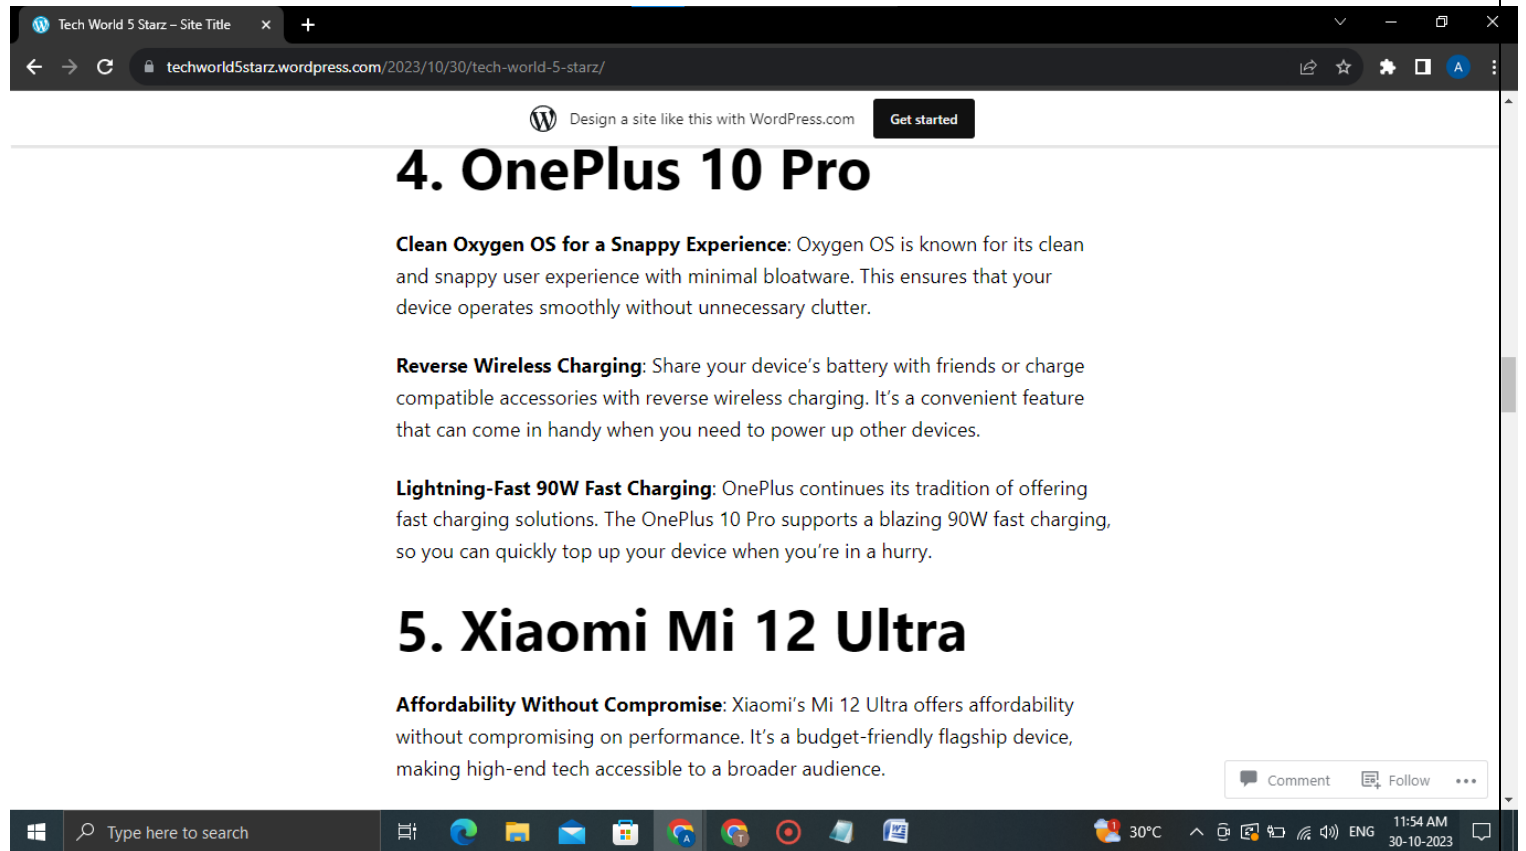 Tech World 5 Starz – Site Title
techworld5starz.wordpress.com/2023/10/30/tech-world-5-starz/
A
Design a site like this with WordPress.com Get started
4. OnePlus 10 Pro
Clean Oxygen OS for a Snappy Experience: Oxygen OS is known for its clean
and snappy user experience with minimal bloatware. This ensures that your
device operates smoothly without unnecessary clutter.
Reverse Wireless Charging: Share your device’s battery with friends or charge
compatible accessories with reverse wireless charging. It’s a convenient feature
that can come in handy when you need to power up other devices.
Lightning-Fast 90W Fast Charging: OnePlus continues its tradition of offering
fast charging solutions. The OnePlus 10 Pro supports a blazing 90W fast charging,
so you can quickly top up your device when you’re in a hurry.
5. Xiaomi Mi 12 Ultra
Affordability Without Compromise: Xiaomi’s Mi 12 Ultra offers affordability
without compromising on performance. It’s a budget-friendly flagship device,
making high-end tech accessible to a broader audience.
Comment Follow
Type here to search
A
T
1
30°C
ENG
11:54 AM
30-10-2023